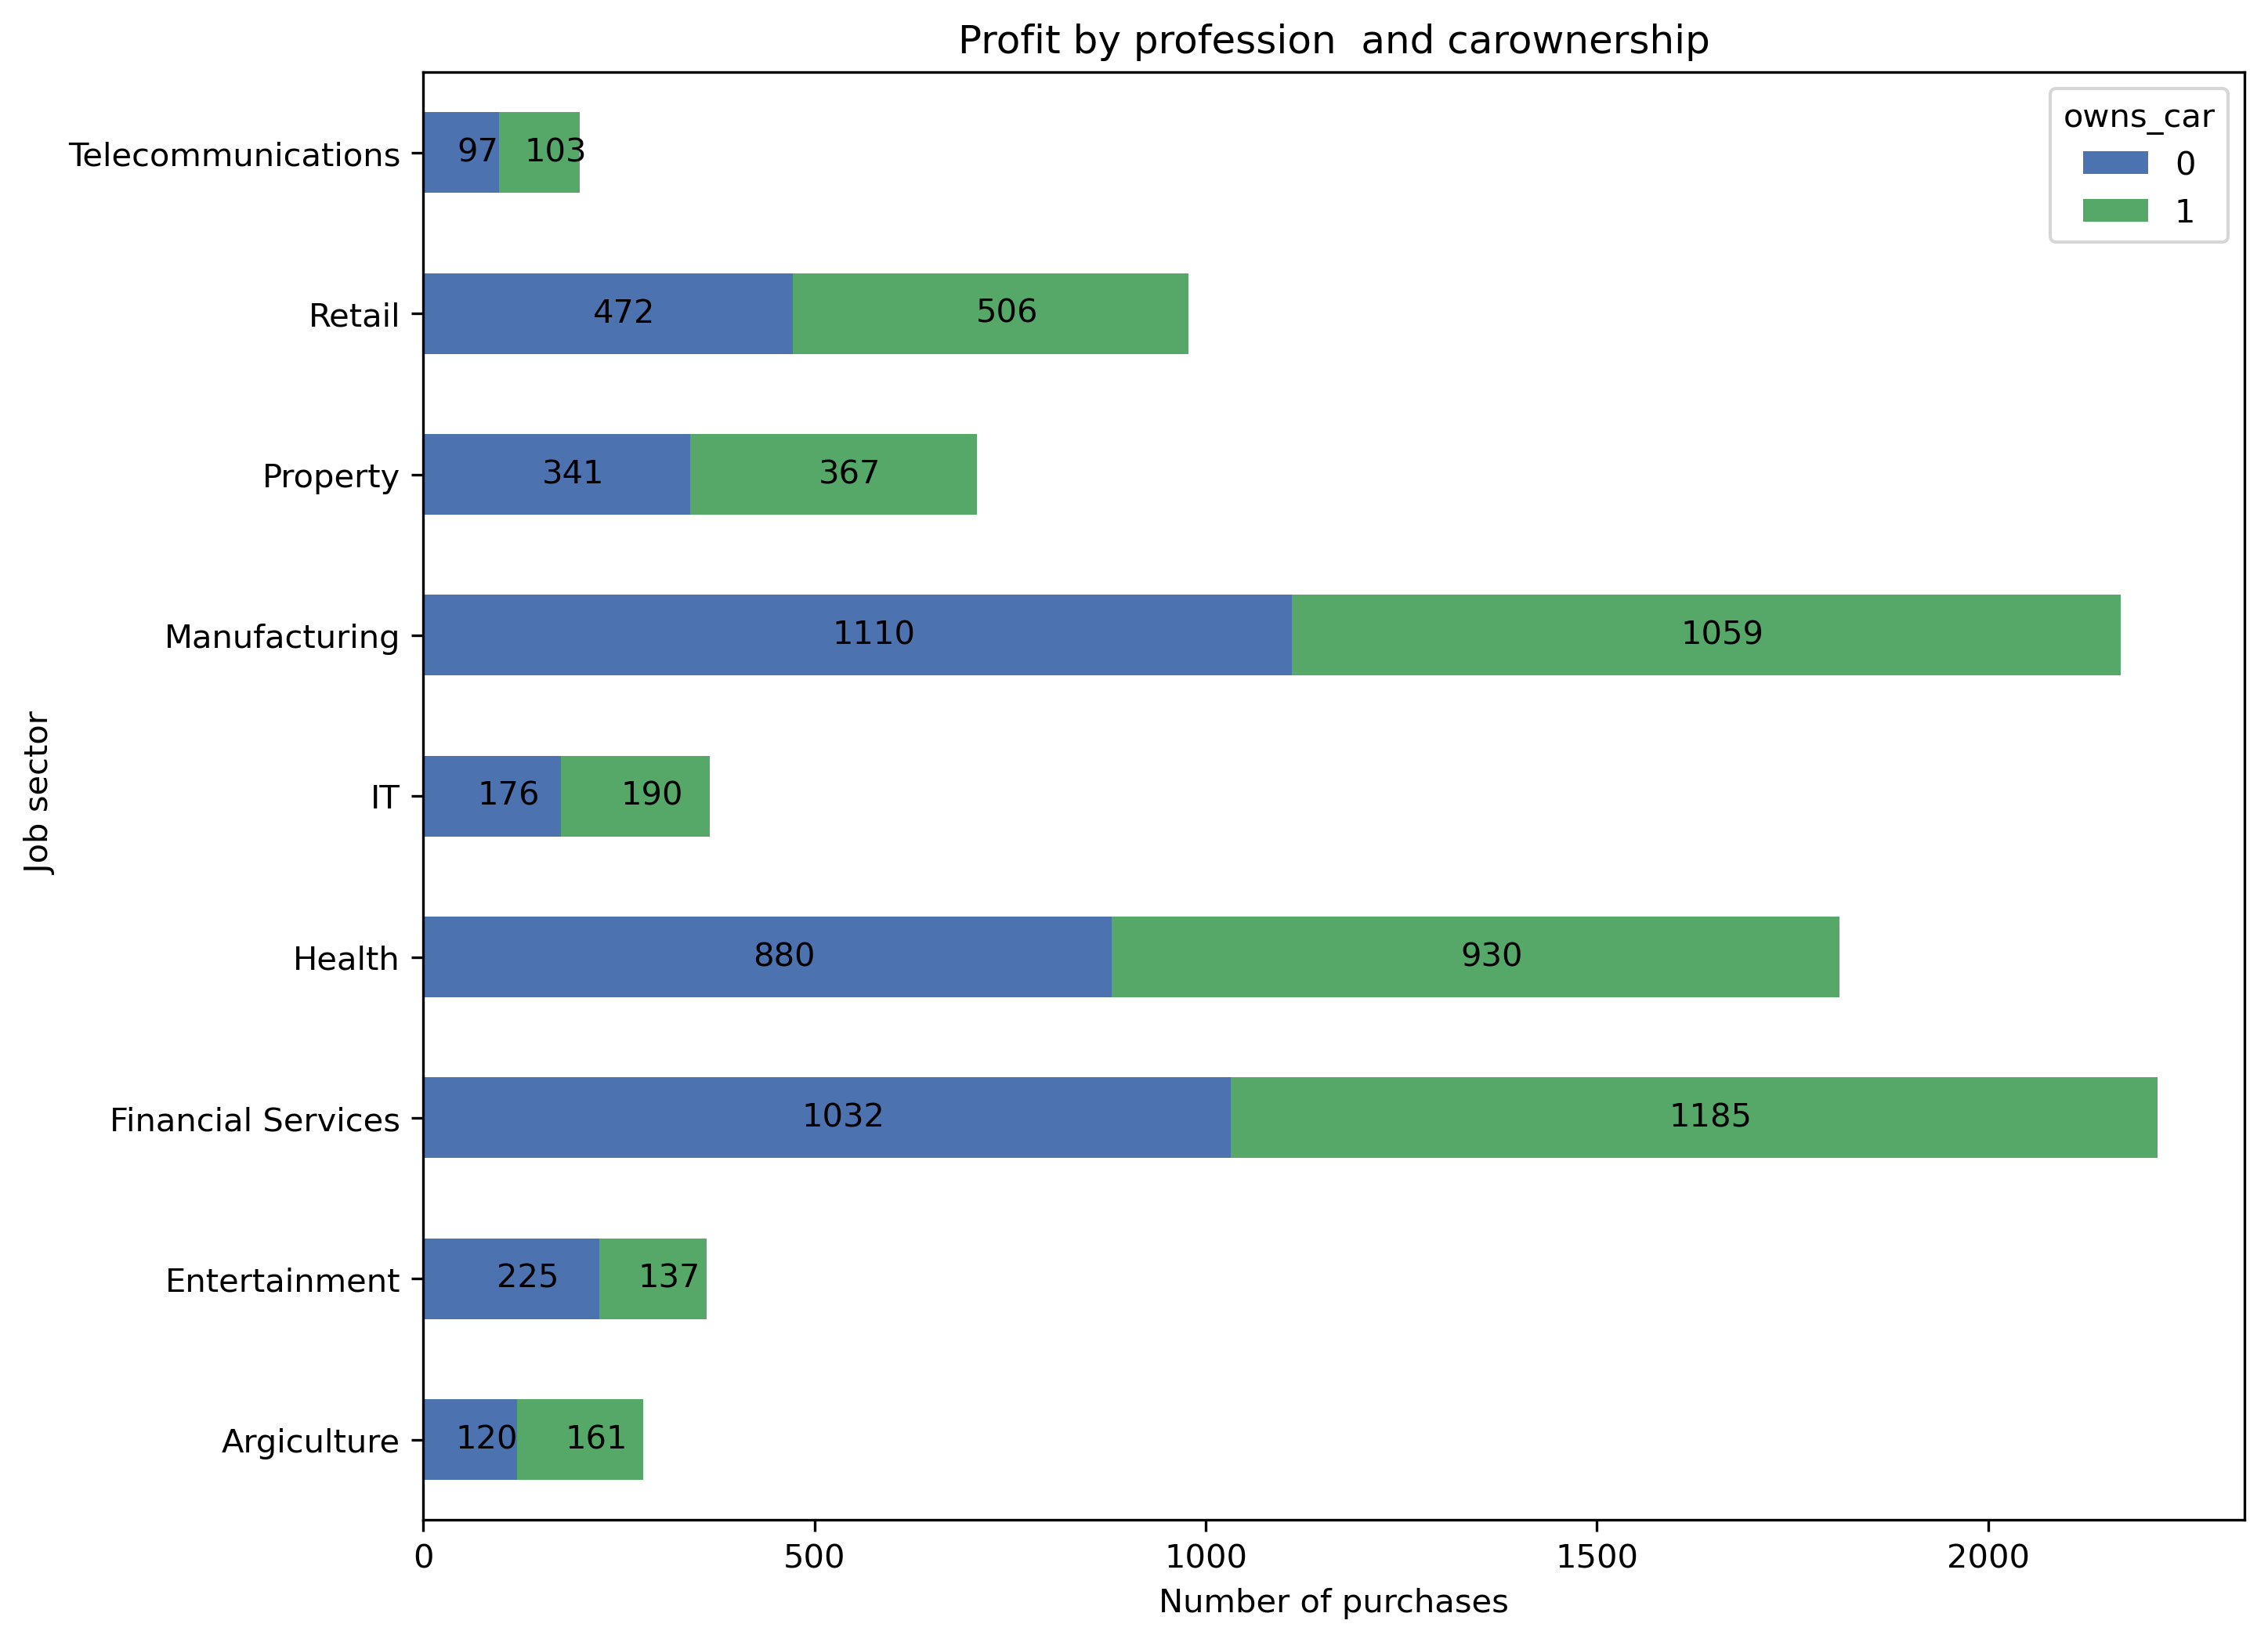 Profit by profession  and carownership
owns_car
0
1
Telecommunications
97 103
Retail
472 506
Property
341 367
Manufacturing
1110 1059
IT
176 190
Job sector
Health
880 930
Financial Services
1032 1185
Entertainment
225 137
Argiculture
120 161
0 500 1000 1500 2000
Number of purchases